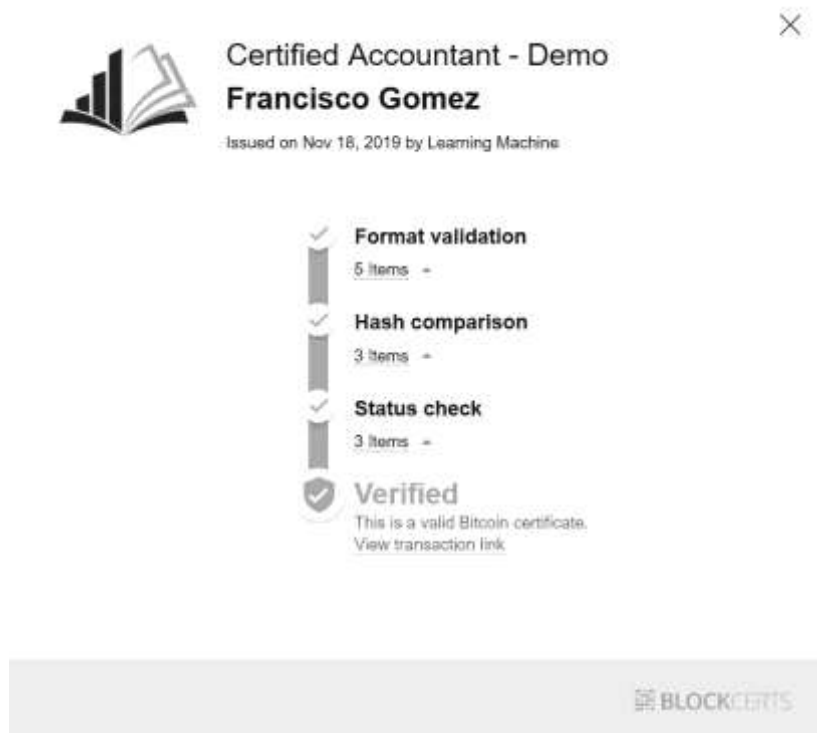 Certified Accountant - Demo
Francisco Gomez
Issued on Nov 18, 2019 by Learning Machine
Format validation
5 Items
Hash comparison
3 Items
Status check
3 Items
Verified
This is a valid Bitcoin certificate.
View transaction link
BLOCKCERTS